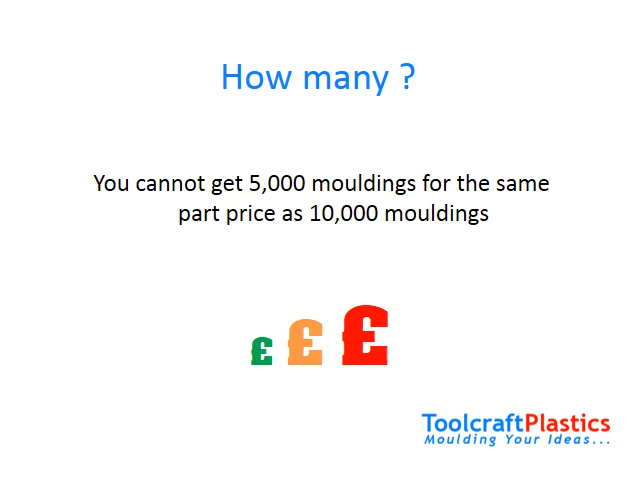 How many ?
You cannot get 5,000 mouldings for the same
part price as 10,000 mouldings
£ £ £
ToolcraftPlastics
Moulding Your Ideas...